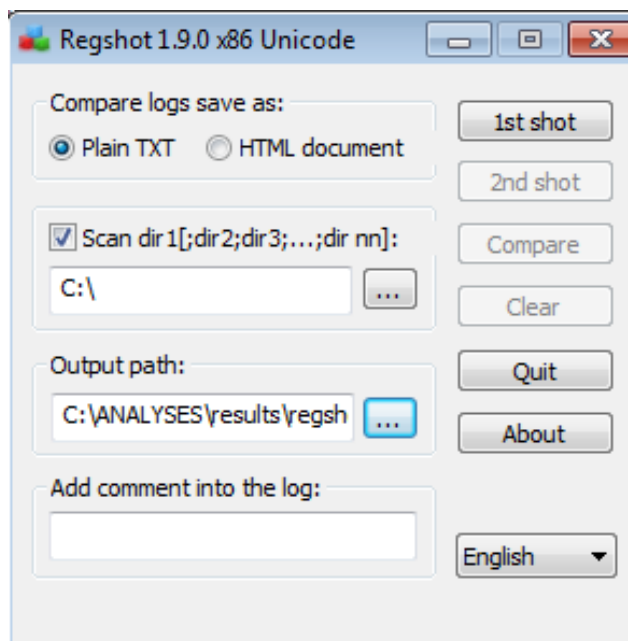 Regshot 1.9.0 x86 Unicode
Compare logs save as:
Plain TXT
HTML document
1st shot
2nd shot
Scan dir1[;dir2;dir3;...;dir nn]:
Compare
C:\
...
Clear
Output path:
Quit
C:\ANALYSES\results\regsh
...
About
Add comment into the log:
English